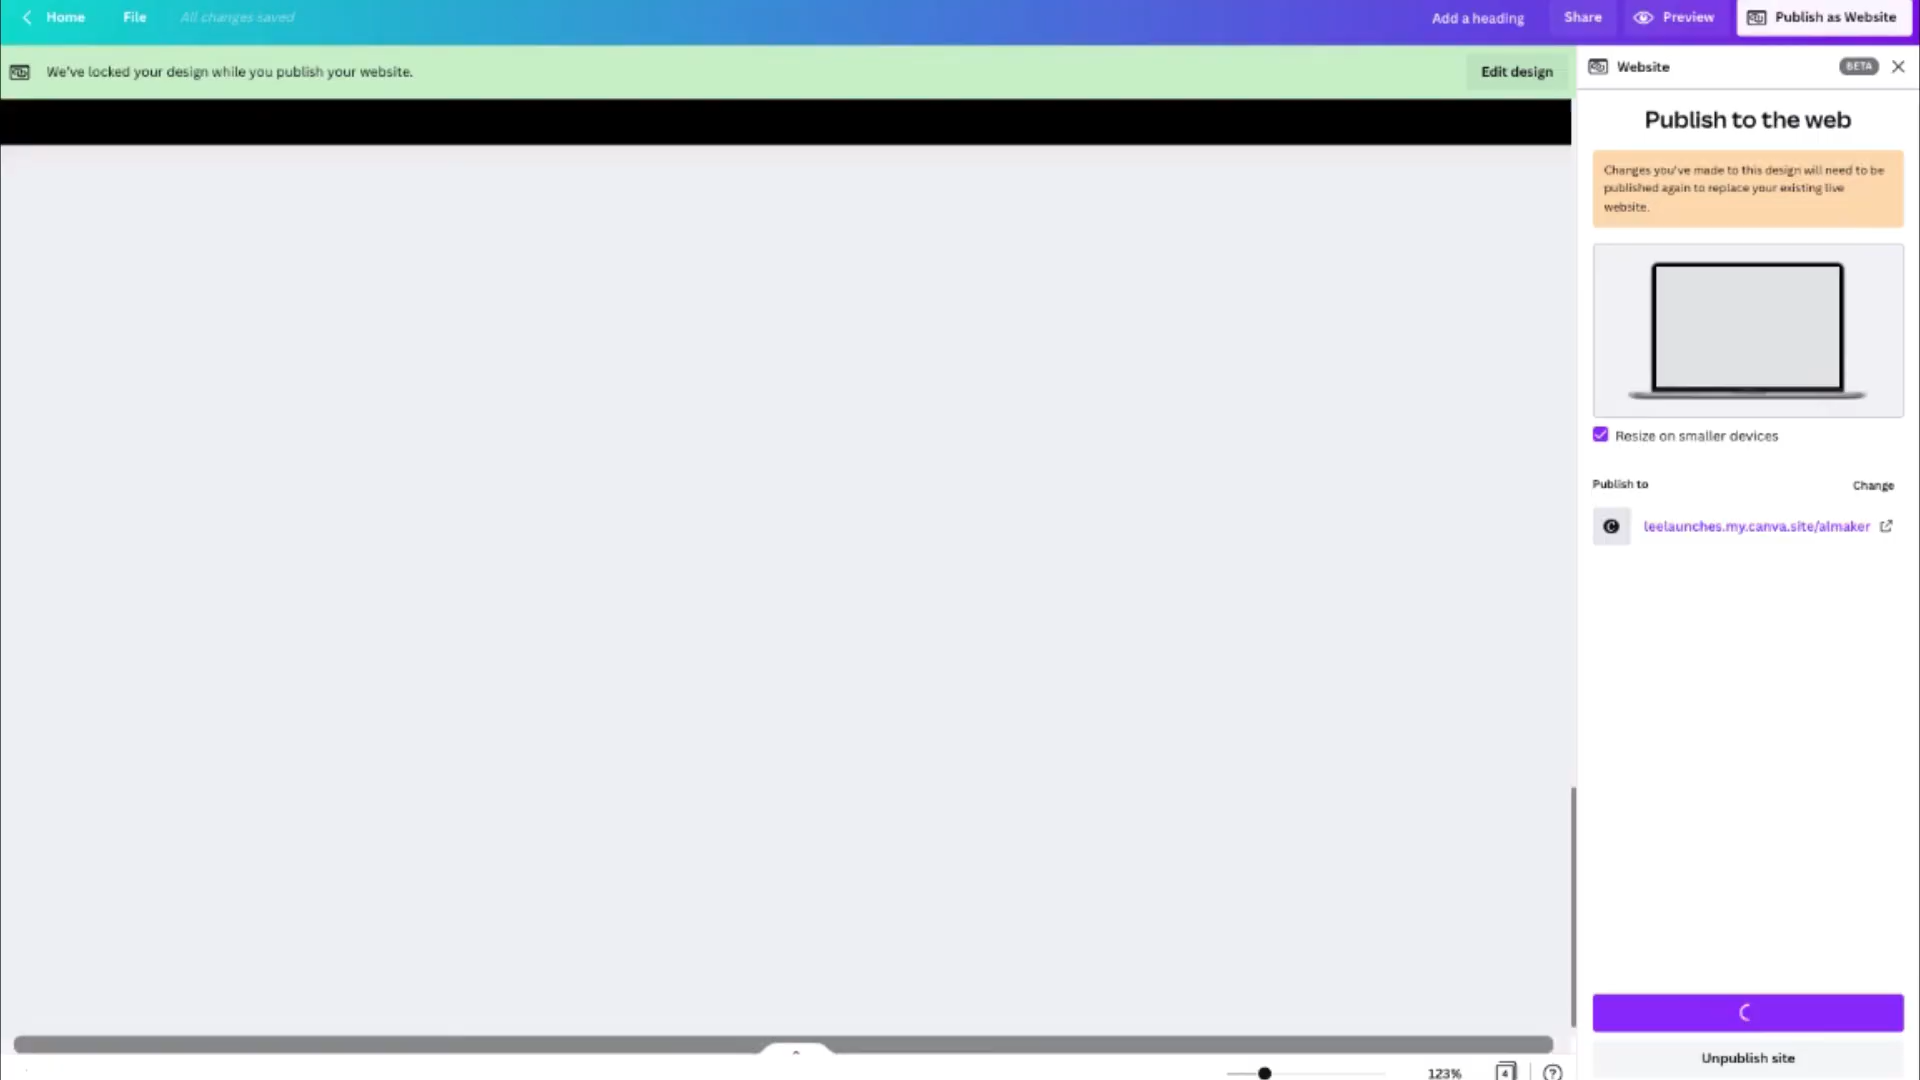 Home
File
All changes saved
Add a heading
Share
Preview
Publish as Website
We've locked your design while you publish your website.
Edit design
Website
BETA
Publish to the web
Changes you've made to this design will need to be
published again to replace your existing live
website.
Resize on smaller devices
Publish to
Change
C
leelaunches.my.canva.site/almaker
Unpublish site
123%
4
?